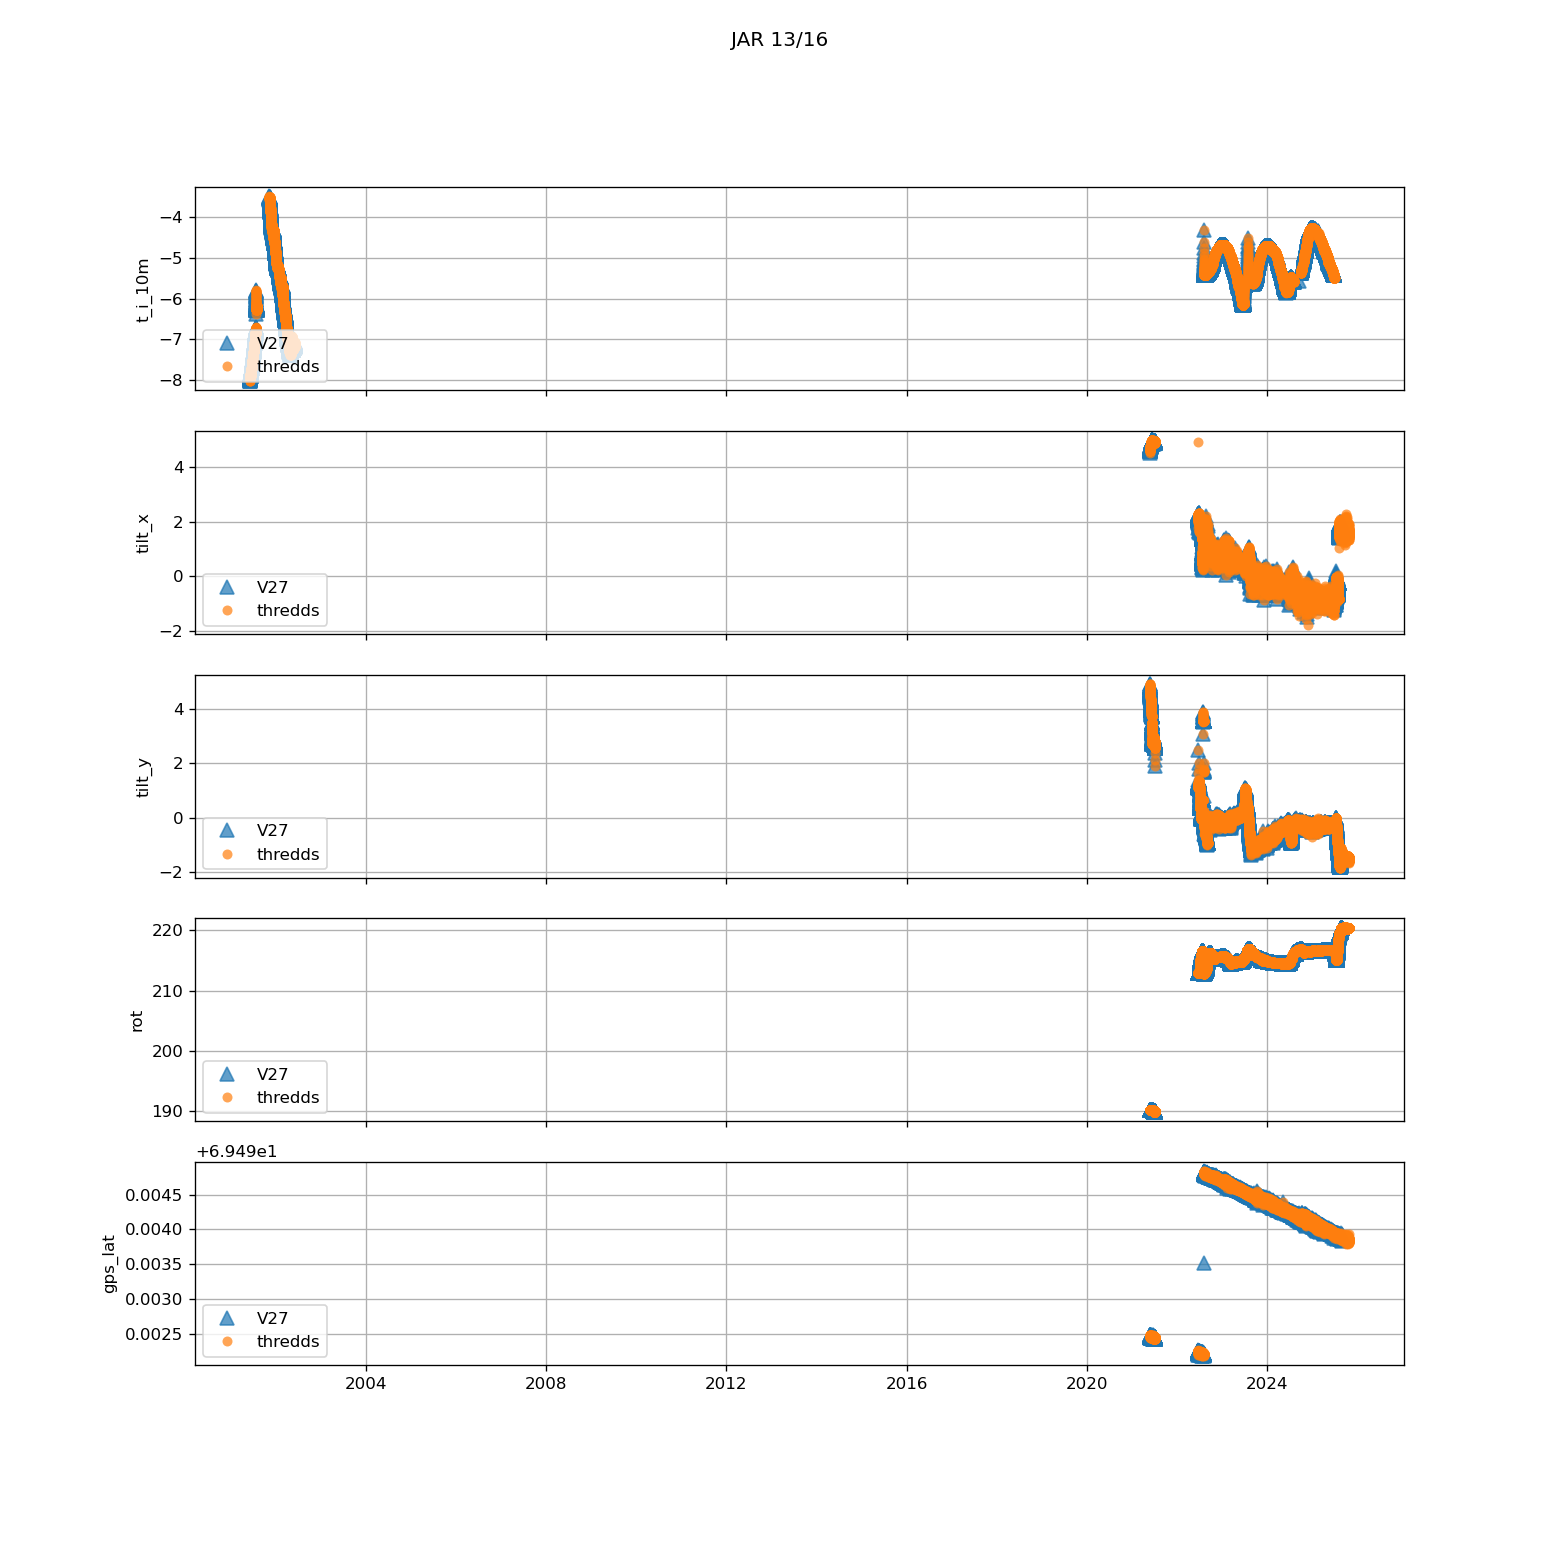 JAR 13/16
−4
−5
−6
−7
−8
t_i_10m
V27
thredds
4
2
0
−2
tilt_x
V27
thredds
4
2
0
−2
tilt_y
V27
thredds
220
210
200
190
rot
V27
thredds
+6.949e1
0.0045
0.0040
0.0035
0.0030
0.0025
gps_lat
V27
thredds
2004 2008 2012 2016 2020 2024